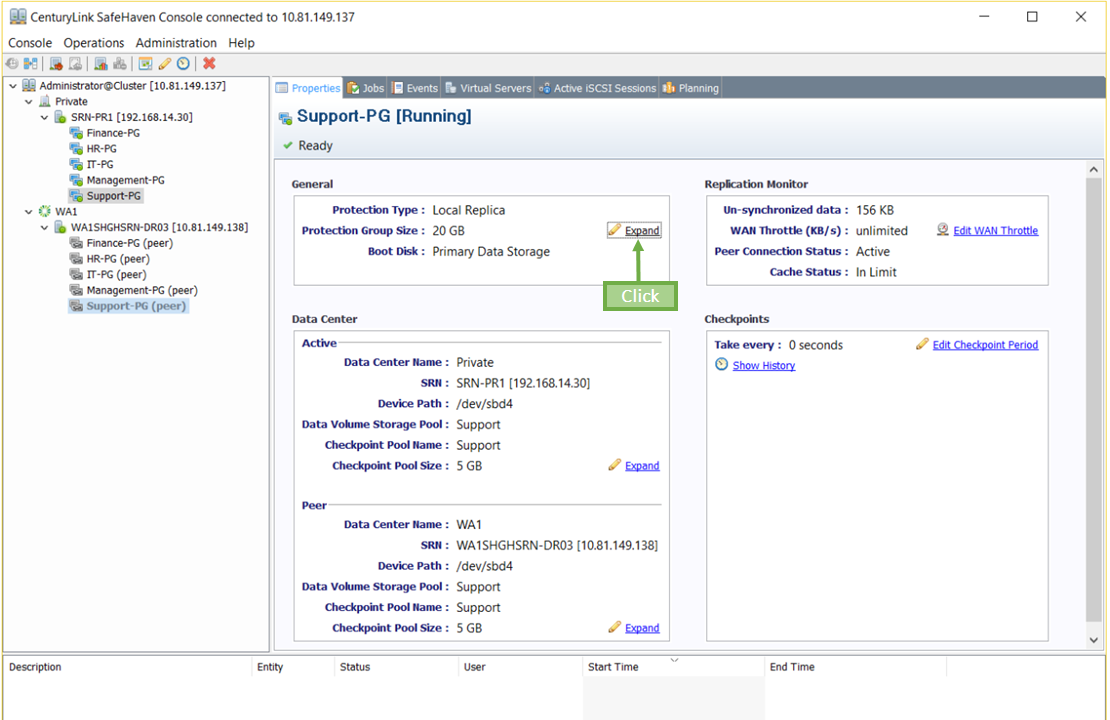 CenturyLink SafeHaven Console connected to 10.81.149.137
Console Operations Administration Help
Administrator@Cluster [10.81.149.137]
Private
SRN-PR1 [192.168.14.30]
Finance-PG
HR-PG
IT-PG
Management-PG
Support-PG
WA1
WA1SHGHSRN-DR03 [10.81.149.138]
Finance-PG (peer)
HR-PG (peer)
IT-PG (peer)
Management-PG (peer)
Support-PG (peer)
Properties Jobs Events Virtual Servers Active iSCSI Sessions Planning
Support-PG [Running]
Ready
General
Protection Type : Local Replica
Protection Group Size : 20 GB Expand
Boot Disk : Primary Data Storage
Click
Replication Monitor
Un-synchronized data : 156 KB
WAN Throttle (KB/s) : unlimited Edit WAN Throttle
Peer Connection Status : Active
Cache Status : In Limit
Data Center
Active
Data Center Name : Private
SRN : SRN-PR1 [192.168.14.30]
Device Path : /dev/sbd4
Data Volume Storage Pool : Support
Checkpoint Pool Name : Support
Checkpoint Pool Size : 5 GB Expand
Peer
Data Center Name : WA1
SRN : WA1SHGHSRN-DR03 [10.81.149.138]
Device Path : /dev/sbd4
Data Volume Storage Pool : Support
Checkpoint Pool Name : Support
Checkpoint Pool Size : 5 GB Expand
Checkpoints
Take every : 0 seconds Edit Checkpoint Period
Show History
Description Entity Status User Start Time End Time